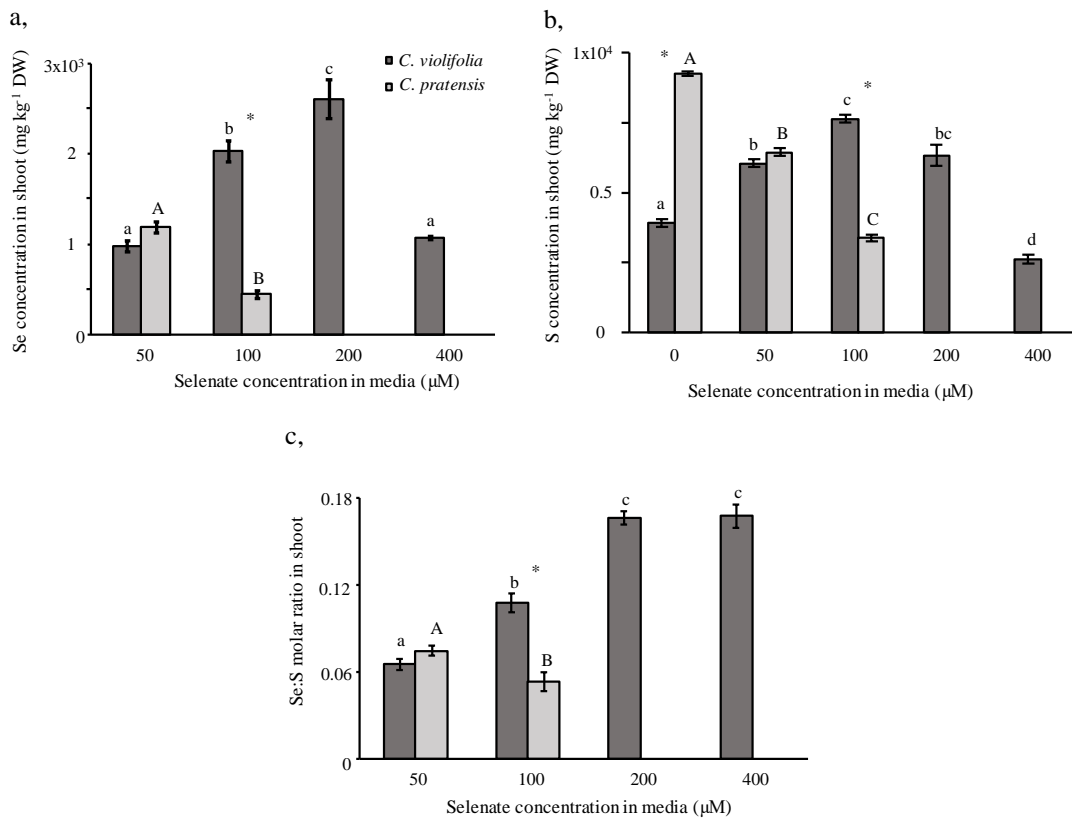 a,
Se concentration in shoot (mg kg⁻¹ DW)
3x10³
2
1
0
C. violifolia
C. pratensis
a
A
b
*
B
c
a
50 100 200 400
Selenate concentration in media (μM)
b,
S concentration in shoot (mg kg⁻¹ DW)
1x10⁴
0.5
0
*
a
A
b
B
c
*
C
bc
d
0 50 100 200 400
Selenate concentration in media (μM)
c,
Se:S molar ratio in shoot
0.18
0.12
0.06
0
a
A
b
*
B
c
c
50 100 200 400
Selenate concentration in media (μM)